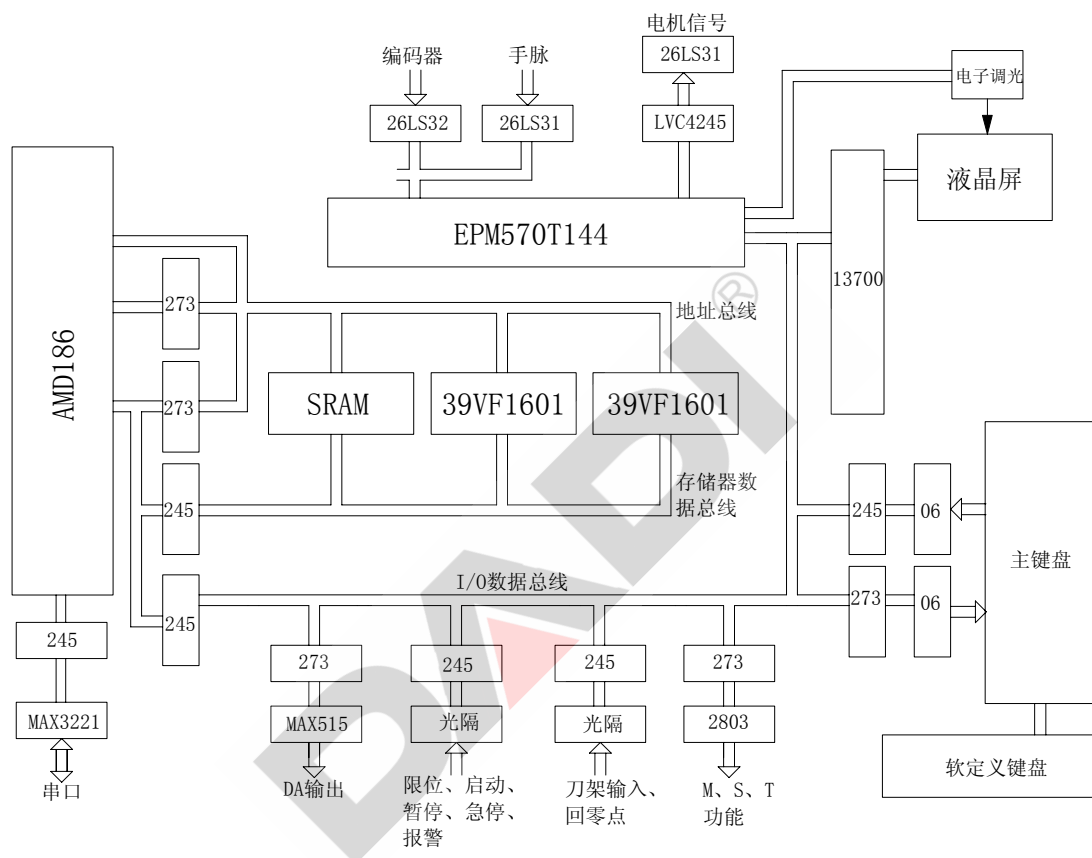 编码器
手脉
电机信号
26LS31
电子调光
26LS32
26LS31
LVC4245
液晶屏
EPM570T144
13700
AMD186
273
地址总线
273
SRAM
39VF1601
39VF1601
245
存储器数
据总线
245
06
主键盘
245
I/O数据总线
273
06
245
273
245
245
273
MAX3221
MAX515
光隔
光隔
2803
软定义键盘
串口
DA输出
限位、启动、
暂停、急停、
报警
刀架输入、
回零点
M、S、T
功能
DADI®